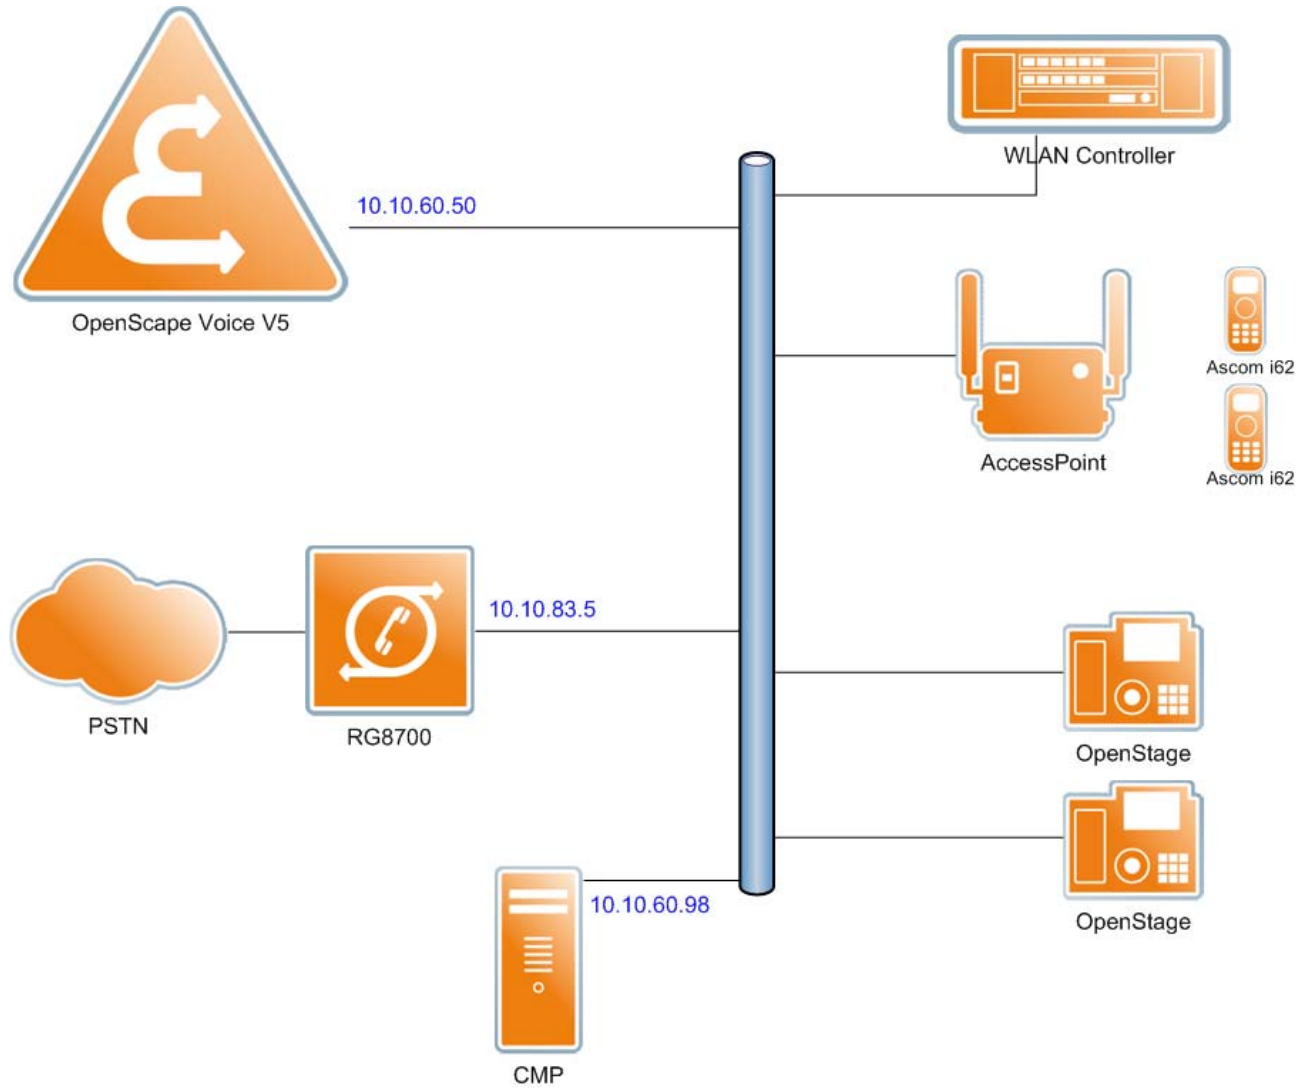 WLAN Controller
10.10.60.50
OpenScape Voice V5
Ascom i62
AccessPoint
Ascom i62
10.10.83.5
PSTN
RG8700
OpenStage
10.10.60.98
OpenStage
CMP